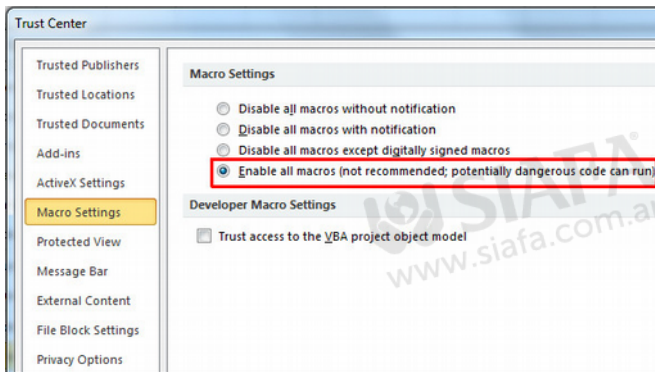 Trust Center
Trusted Publishers
Trusted Locations
Trusted Documents
Add-ins
ActiveX Settings
Macro Settings
Protected View
Message Bar
External Content
File Block Settings
Privacy Options
Macro Settings
Disable all macros without notification
Disable all macros with notification
Disable all macros except digitally signed macros
Enable all macros (not recommended; potentially dangerous code can run)
Developer Macro Settings
Trust access to the VBA project object model
SIAFA
www.siafa.com.ar